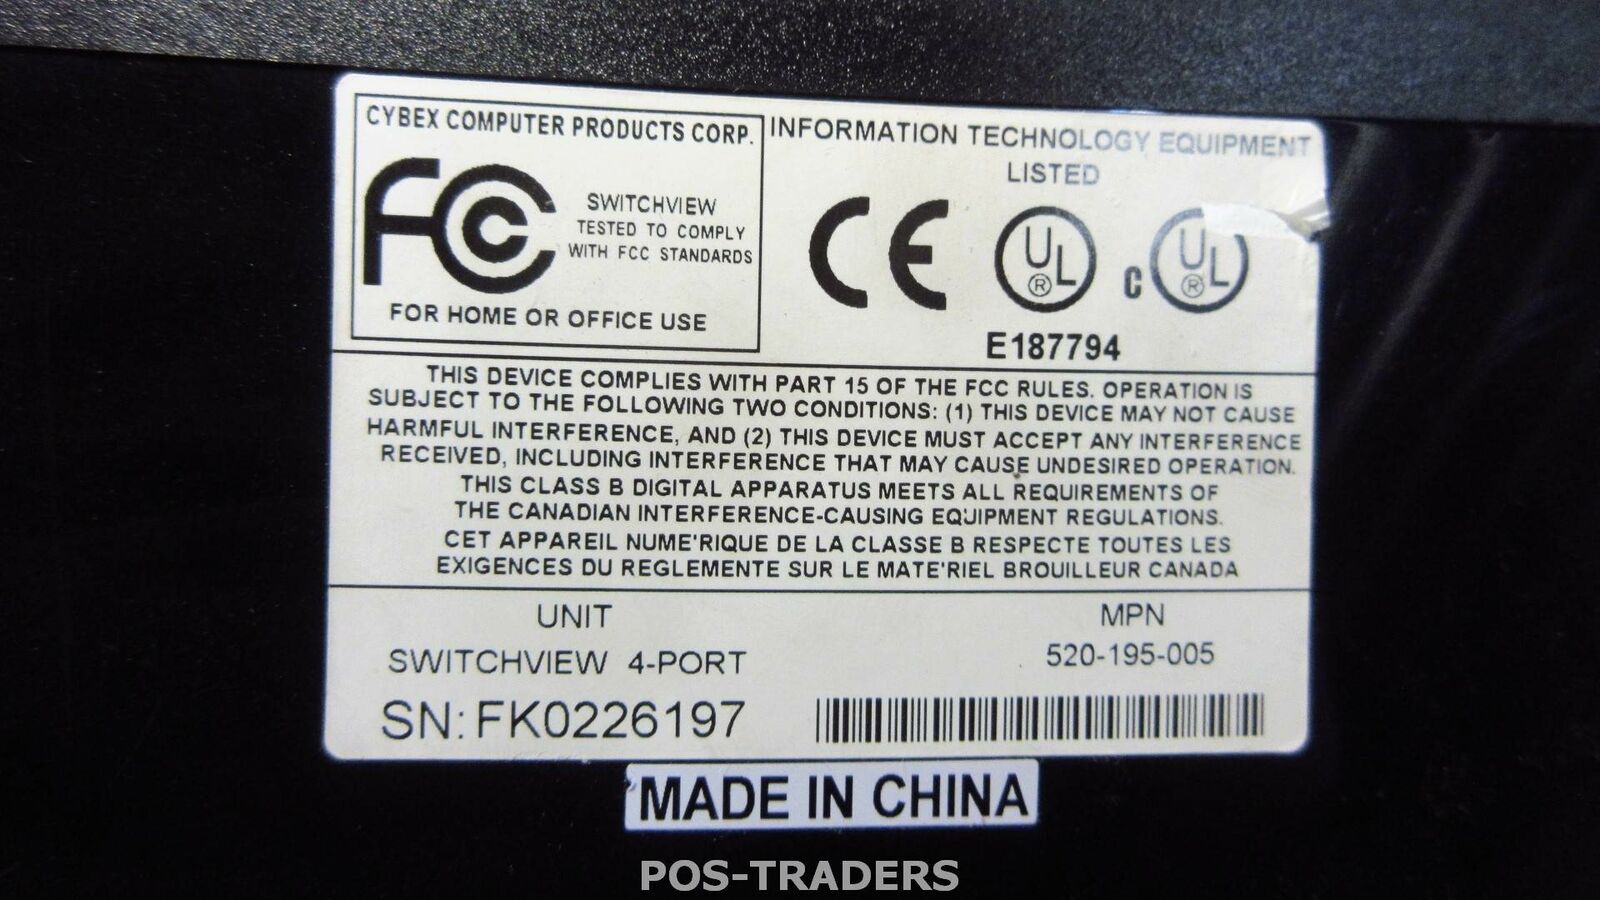 CYBEX COMPUTER PRODUCTS CORP.
FC
SWITCHVIEW
TESTED TO COMPLY
WITH FCC STANDARDS
FOR HOME OR OFFICE USE
INFORMATION TECHNOLOGY EQUIPMENT
LISTED
CE UL® C UL®
E187794
THIS DEVICE COMPLIES WITH PART 15 OF THE FCC RULES. OPERATION IS
SUBJECT TO THE FOLLOWING TWO CONDITIONS: (1) THIS DEVICE MAY NOT CAUSE
HARMFUL INTERFERENCE, AND (2) THIS DEVICE MUST ACCEPT ANY INTERFERENCE
RECEIVED, INCLUDING INTERFERENCE THAT MAY CAUSE UNDESIRED OPERATION.
THIS CLASS B DIGITAL APPARATUS MEETS ALL REQUIREMENTS OF
THE CANADIAN INTERFERENCE-CAUSING EQUIPMENT REGULATIONS.
CET APPAREIL NUME'RIQUE DE LA CLASSE B RESPECTE TOUTES LES
EXIGENCES DU REGLEMENTE SUR LE MATE'RIEL BROUILLEUR CANADA
UNIT
SWITCHVIEW 4-PORT
MPN
520-195-005
SN: FK0226197
MADE IN CHINA
POS-TRADERS